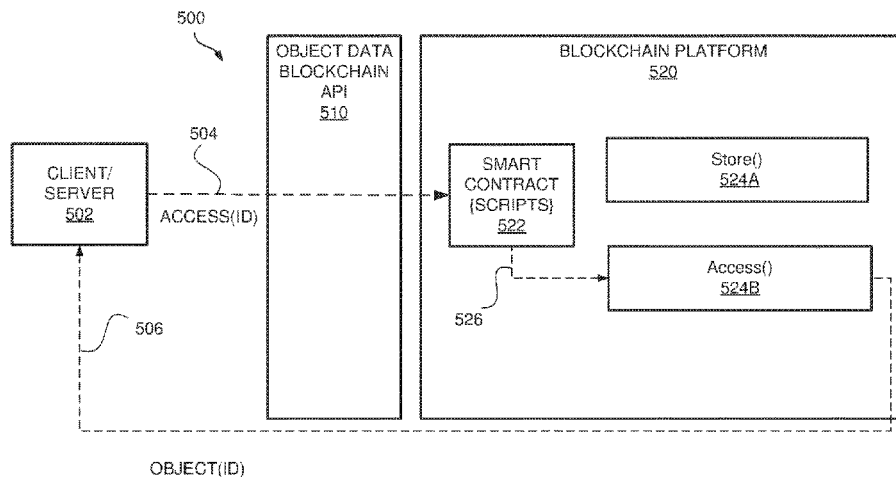 500
OBJECT DATA
BLOCKCHAIN
API
510
BLOCKCHAIN PLATFORM
520
504
CLIENT/
SERVER
502
ACCESS(ID)
SMART
CONTRACT
{SCRIPTS}
522
Store()
524A
Access()
524B
526
506
OBJECT(ID)